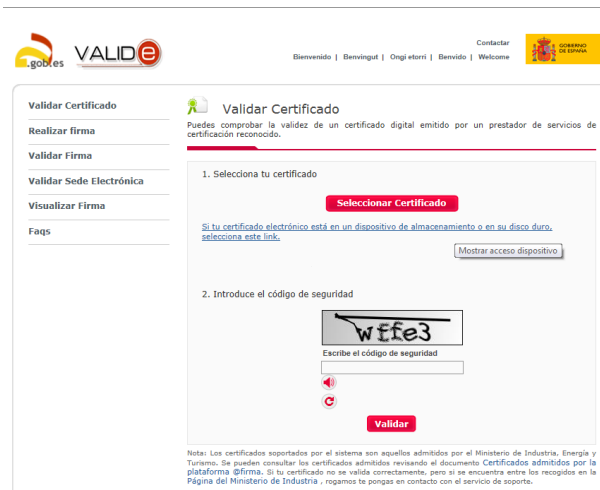 .gobes VALIDe
Contactar
Bienvenido | Benvingut | Ongi etorri | Benvido | Welcome
GOBIERNO
DE ESPAÑA
Validar Certificado
Realizar firma
Validar Firma
Validar Sede Electrónica
Visualizar Firma
Faqs
Validar Certificado
Puedes comprobar la validez de un certificado digital emitido por un prestador de servicios de
certificación reconocido.
1. Selecciona tu certificado
Seleccionar Certificado
Si tu certificado electrónico está en un dispositivo de almacenamiento o en su disco duro,
selecciona este link.
Mostrar acceso dispositivo
2. Introduce el código de seguridad
wffe3
Escribe el código de seguridad
Validar
Nota: Los certificados soportados por el sistema son aquellos admitidos por el Ministerio de Industria, Energía y
Turismo. Se pueden consultar los certificados admitidos revisando el documento Certificados admitidos por la
plataforma @firma. Si tu certificado no se valida correctamente, pero si se encuentra entre los recogidos en la
Página del Ministerio de Industria , rogamos te pongas en contacto con el servicio de soporte.